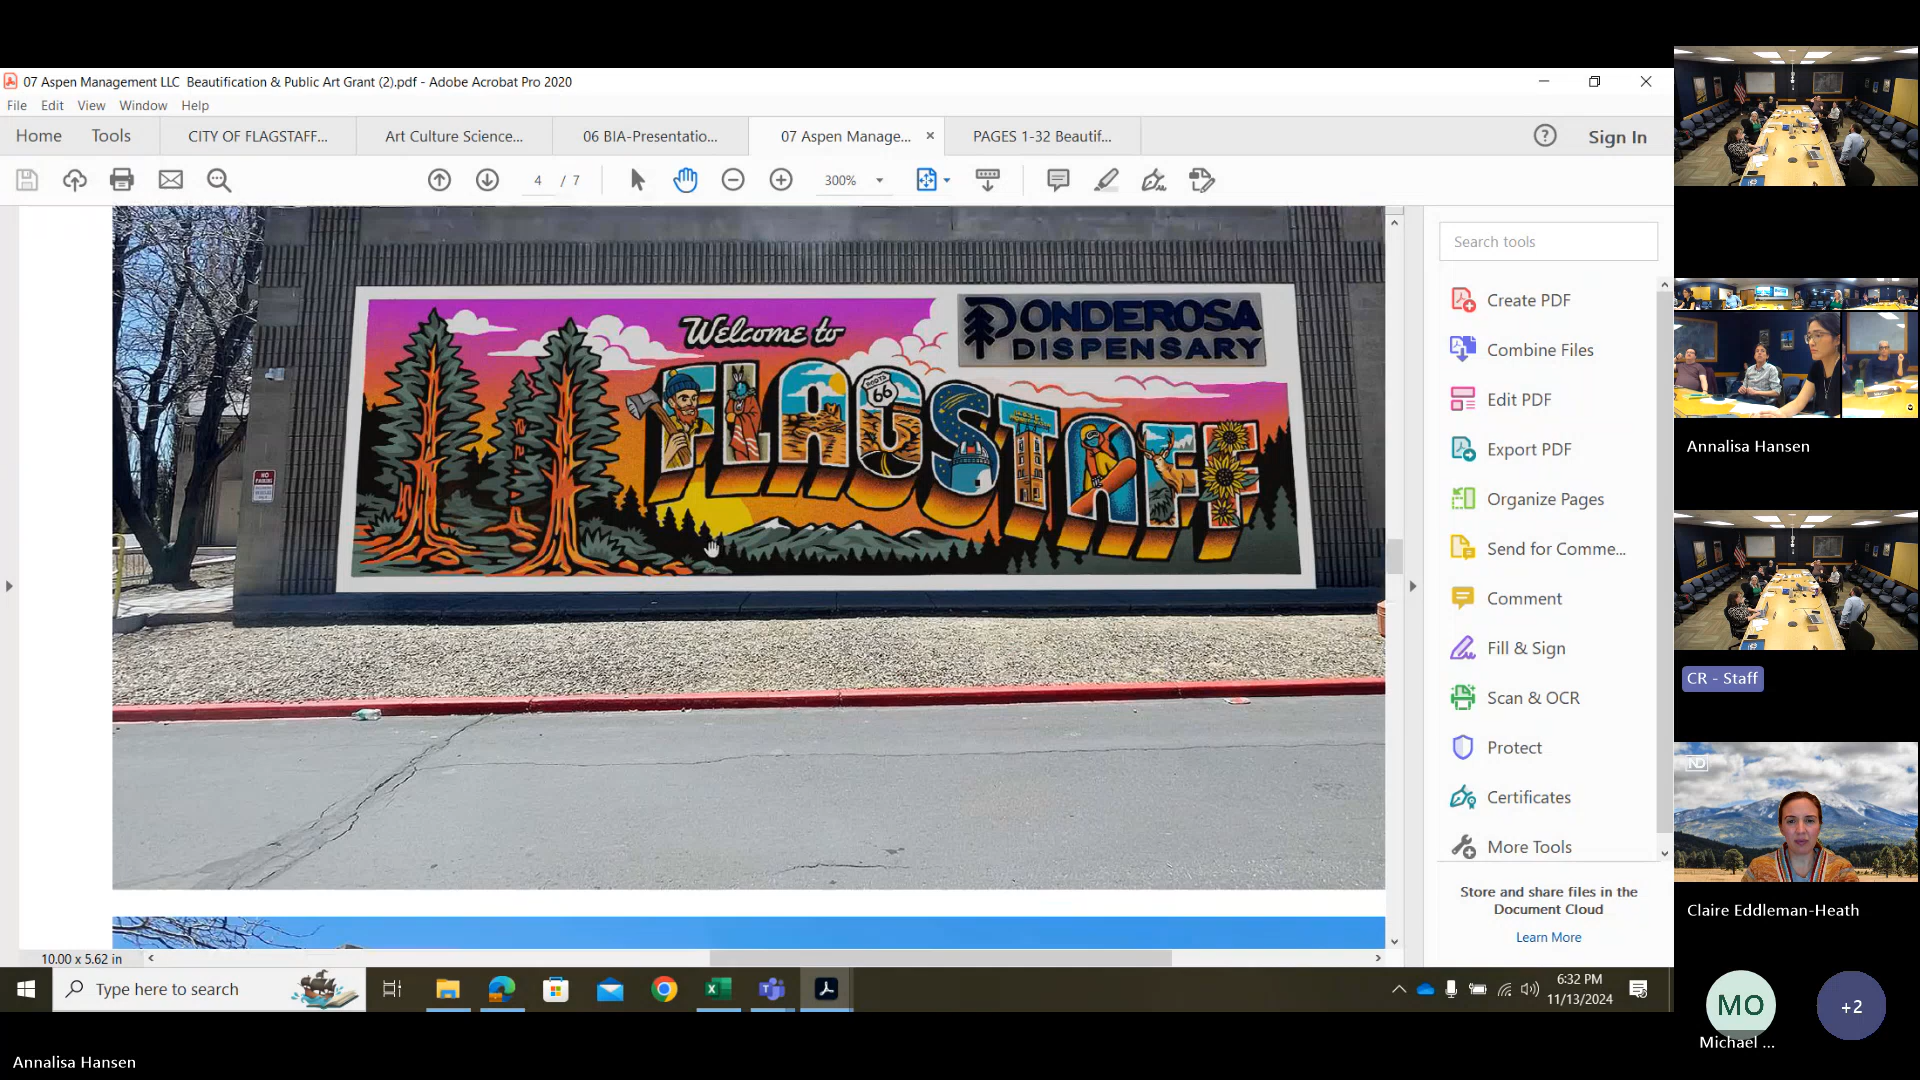 07 Aspen Management LLC  Beautification & Public Art Grant (2).pdf - Adobe Acrobat Pro 2020
File Edit View Window Help
Home Tools CITY OF FLAGSTAFF... Art Culture Science... 06 BIA-Presentatio... 07 Aspen Manage... PAGES 1-32 Beautif... Sign In
4 / 7 300%
Search tools
Create PDF
Combine Files
Edit PDF
Export PDF
Organize Pages
Send for Comme...
Comment
Fill & Sign
Scan & OCR
Protect
Certificates
More Tools
Store and share files in the
Document Cloud
Learn More
Welcome to
FLAGSTAFF
ROUTE
66
PONDEROSA
DISPENSARY
NO
PARKING
10.00 x 5.62 in
Type here to search
6:32 PM
11/13/2024
Annalisa Hansen
CR - Staff
ND
Claire Eddleman-Heath
MO
Michael ...
+2
Annalisa Hansen